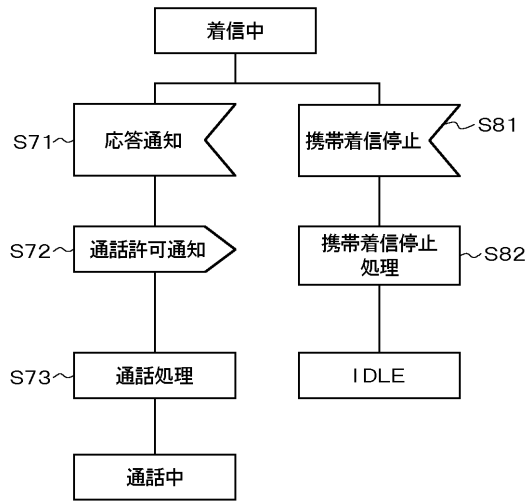 着信中
S71
応答通知
携帯着信停止
S81
S72
通話許可通知
携帯着信停止
処理
S82
S73
通話処理
IDLE
通話中